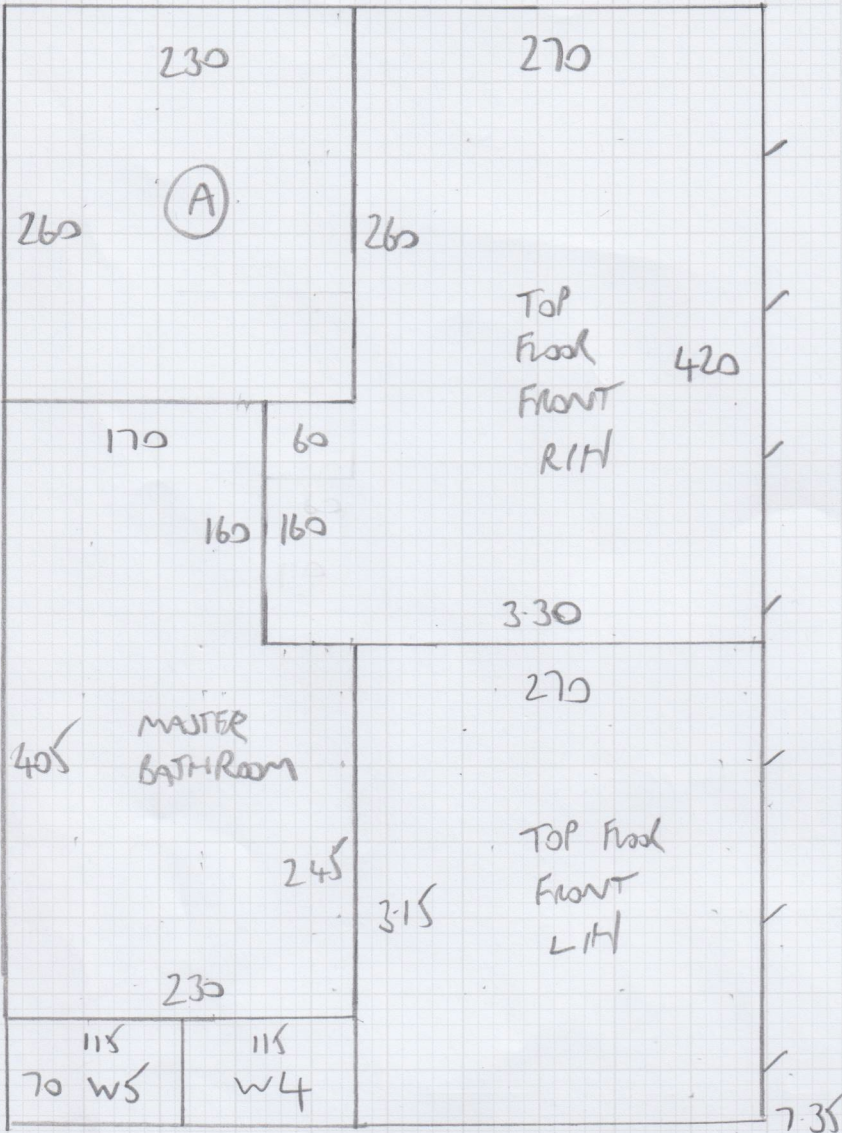 230
270
A
260
260
TOP
FLOOR
FRONT
R/H
420
170
60
160
160
3.30
270
MASTER
BATHROOM
405
245
TOP FLOOR
FRONT
L/H
3.15
230
115
115
70 W5
W4
7.35